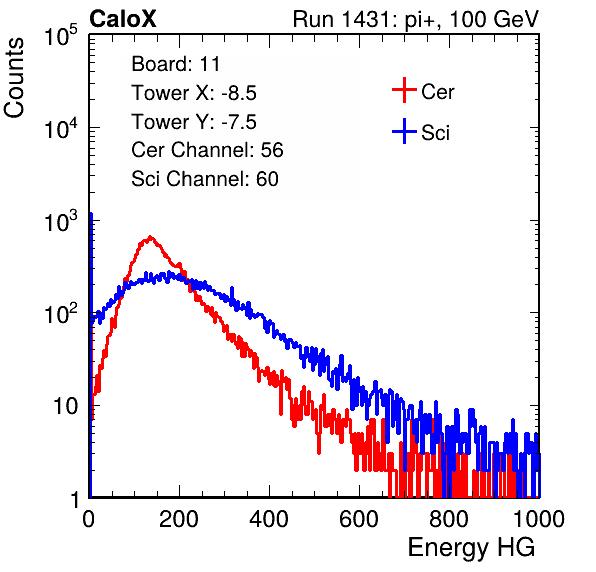 CaloX Run 1431: pi+, 100 GeV
Board: 11
Tower X: -8.5
Tower Y: -7.5
Cer Channel: 56
Sci Channel: 60
Cer
Sci
Counts
10^5
10^4
10^3
10^2
10
1
0 200 400 600 800 1000
Energy HG